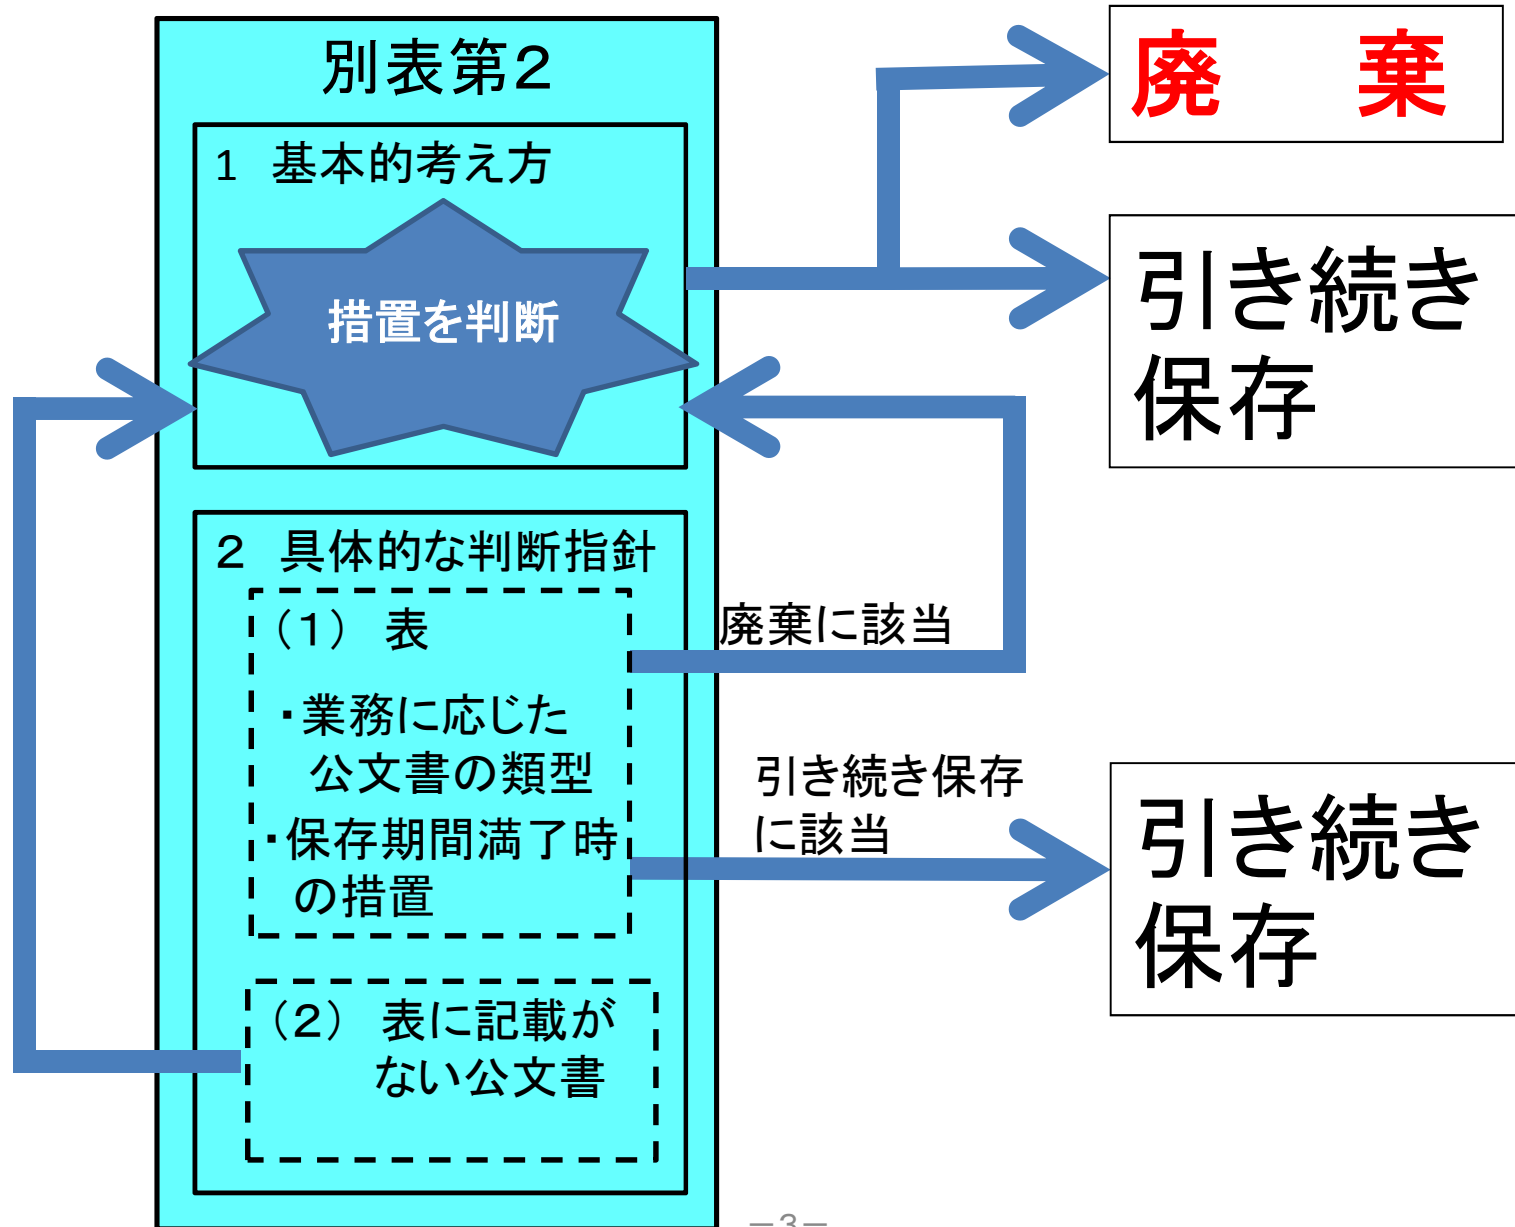 別表第２
1 基本的考え方
措置を判断
２ 具体的な判断指針
（１） 表
・業務に応じた
公文書の類型
・保存期間満了時
の措置
（２） 表に記載が
ない公文書
廃棄に該当
引き続き保存
に該当
廃 棄
引き続き
保存
引き続き
保存
－3－